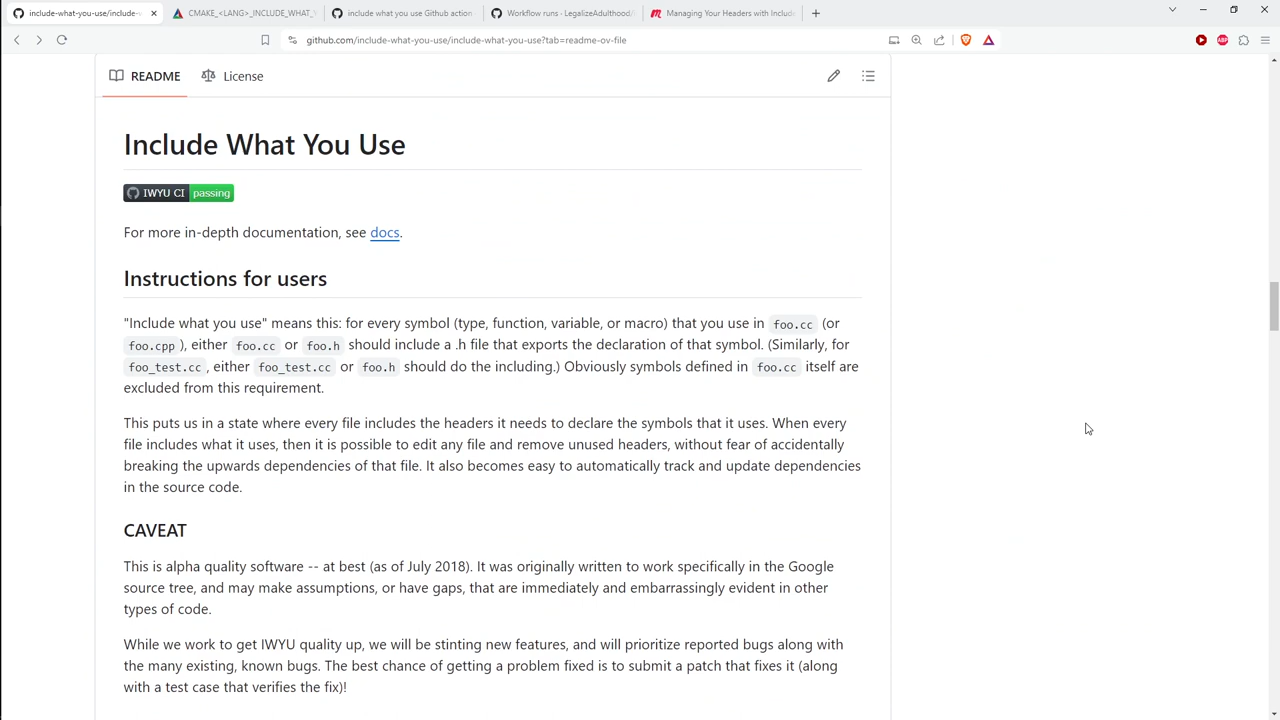 include-what-you-use/include-
CMAKE_<LANG>_INCLUDE_WHAT_Y
include what you use Github action
Workflow runs · LegalizeAdulthood/
Managing Your Headers with Includ
github.com/include-what-you-use/include-what-you-use?tab=readme-ov-file
ABP
README
License
Include What You Use
IWYU CI passing
For more in-depth documentation, see docs.
Instructions for users
"Include what you use" means this: for every symbol (type, function, variable, or macro) that you use in foo.cc (or
foo.cpp ), either foo.cc or foo.h should include a .h file that exports the declaration of that symbol. (Similarly, for
foo_test.cc , either foo_test.cc or foo.h should do the including.) Obviously symbols defined in foo.cc itself are
excluded from this requirement.
This puts us in a state where every file includes the headers it needs to declare the symbols that it uses. When every
file includes what it uses, then it is possible to edit any file and remove unused headers, without fear of accidentally
breaking the upwards dependencies of that file. It also becomes easy to automatically track and update dependencies
in the source code.
CAVEAT
This is alpha quality software -- at best (as of July 2018). It was originally written to work specifically in the Google
source tree, and may make assumptions, or have gaps, that are immediately and embarrassingly evident in other
types of code.
While we work to get IWYU quality up, we will be stinting new features, and will prioritize reported bugs along with
the many existing, known bugs. The best chance of getting a problem fixed is to submit a patch that fixes it (along
with a test case that verifies the fix)!